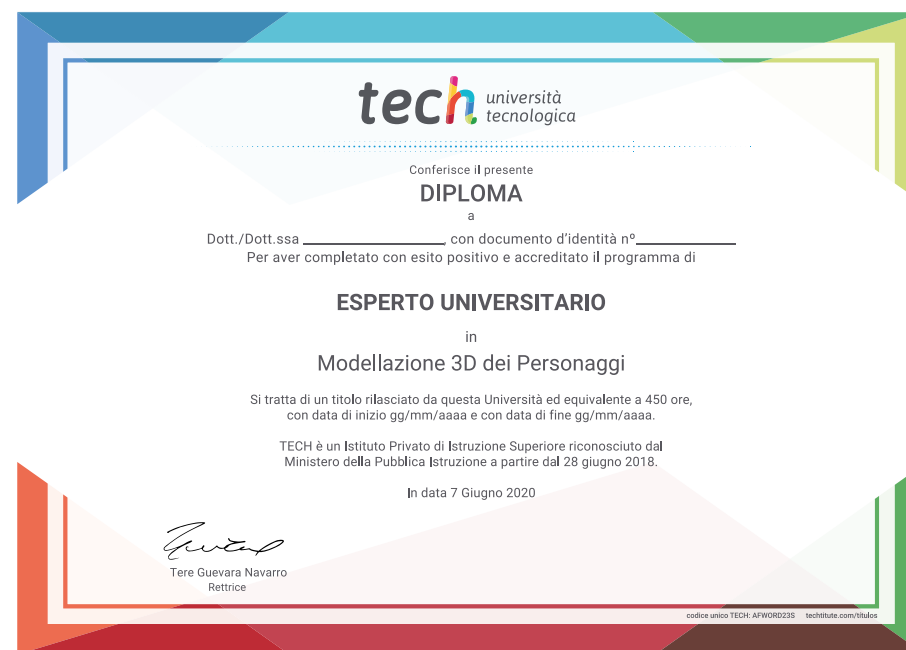 tech università
tecnologica
Conferisce il presente
DIPLOMA
a
Dott./Dott.ssa ____________________, con documento d'identità nº______________
Per aver completato con esito positivo e accreditato il programma di
ESPERTO UNIVERSITARIO
in
Modellazione 3D dei Personaggi
Si tratta di un titolo rilasciato da questa Università ed equivalente a 450 ore,
con data di inizio gg/mm/aaaa e con data di fine gg/mm/aaaa.
TECH è un Istituto Privato di Istruzione Superiore riconosciuto dal
Ministero della Pubblica Istruzione a partire dal 28 giugno 2018.
In data 7 Giugno 2020
Tere Guevara Navarro
Rettrice
codice unico TECH: AFWORD23S techtitute.com/titulos